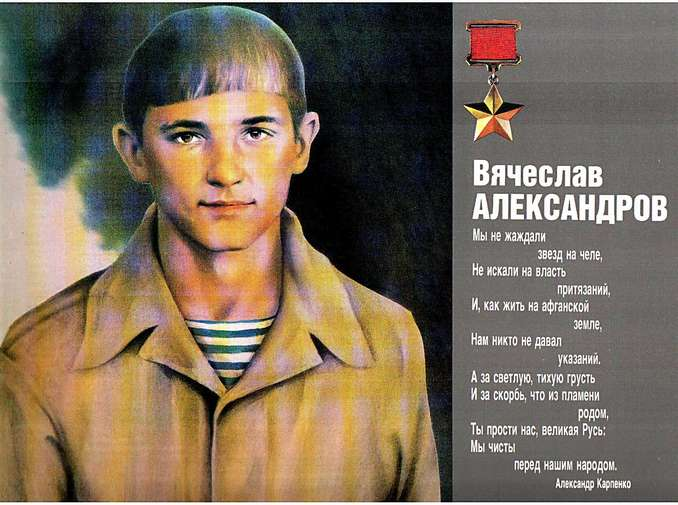 Вячеслав
АЛЕКСАНДРОВ
Мы не жаждали
звезд на челе,
Не искали на власть
притязаний,
И, как жить на афганской
земле,
Нам никто не давал
указаний.
А за светлую, тихую грусть
И за скорбь, что из пламени
родом,
Ты прости нас, великая Русь:
Мы чисты
перед нашим народом.
Александр Карпенко